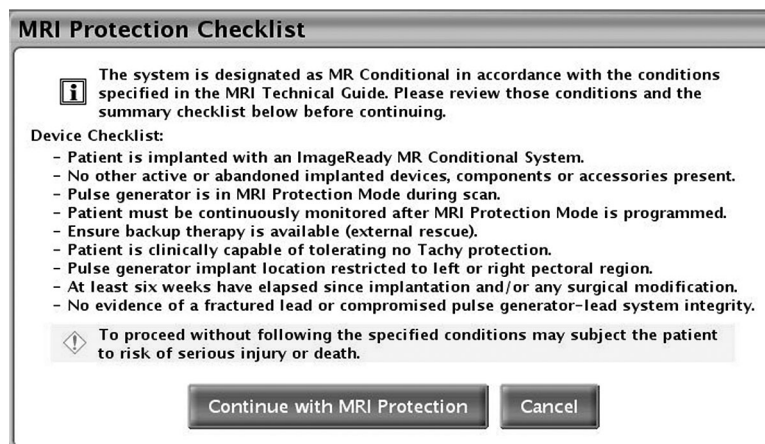 MRI Protection Checklist
The system is designated as MR Conditional in accordance with the conditions
specified in the MRI Technical Guide. Please review those conditions and the
summary checklist below before continuing.
Device Checklist:
- Patient is implanted with an ImageReady MR Conditional System.
- No other active or abandoned implanted devices, components or accessories present.
- Pulse generator is in MRI Protection Mode during scan.
- Patient must be continuously monitored after MRI Protection Mode is programmed.
- Ensure backup therapy is available (external rescue).
- Patient is clinically capable of tolerating no Tachy protection.
- Pulse generator implant location restricted to left or right pectoral region.
- At least six weeks have elapsed since implantation and/or any surgical modification.
- No evidence of a fractured lead or compromised pulse generator-lead system integrity.
To proceed without following the specified conditions may subject the patient
to risk of serious injury or death.
Continue with MRI Protection Cancel